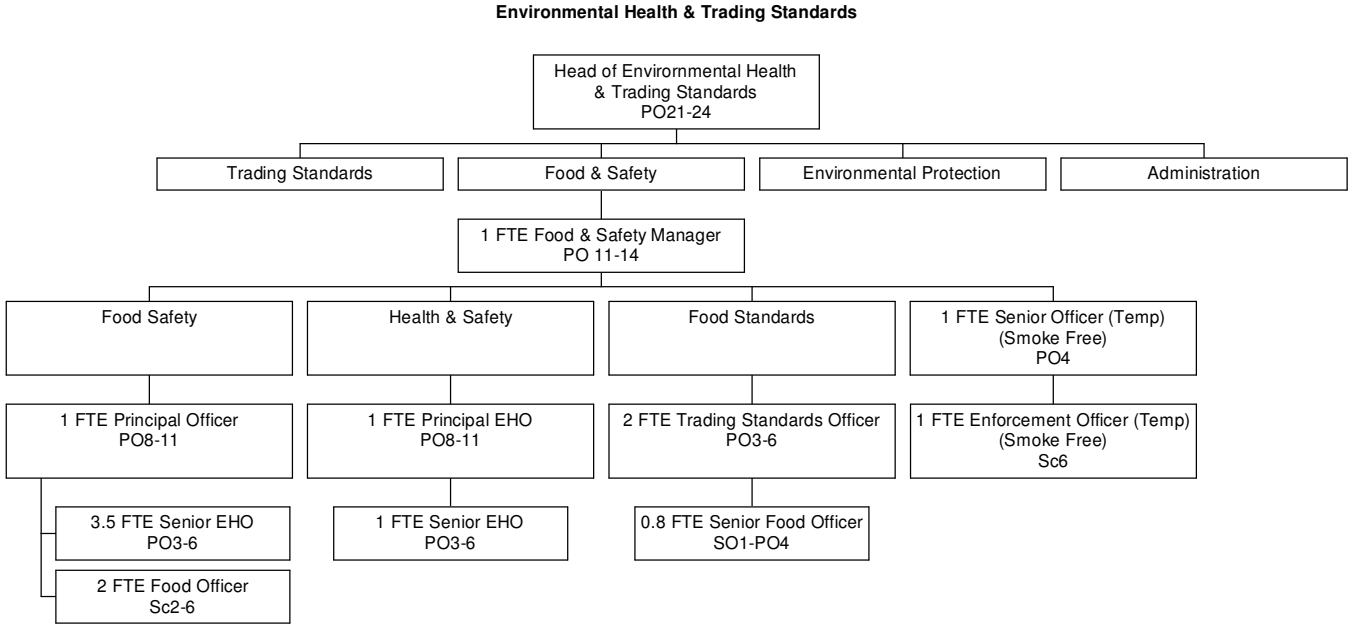 Environmental Health & Trading Standards
Head of Envirornmental Health
& Trading Standards
PO21-24
Trading Standards
Food & Safety
Environmental Protection
Administration
1 FTE Food & Safety Manager
PO 11-14
Food Safety
Health & Safety
Food Standards
1 FTE Senior Officer (Temp)
(Smoke Free)
PO4
1 FTE Principal Officer
PO8-11
1 FTE Principal EHO
PO8-11
2 FTE Trading Standards Officer
PO3-6
1 FTE Enforcement Officer (Temp)
(Smoke Free)
Sc6
3.5 FTE Senior EHO
PO3-6
1 FTE Senior EHO
PO3-6
0.8 FTE Senior Food Officer
SO1-PO4
2 FTE Food Officer
Sc2-6